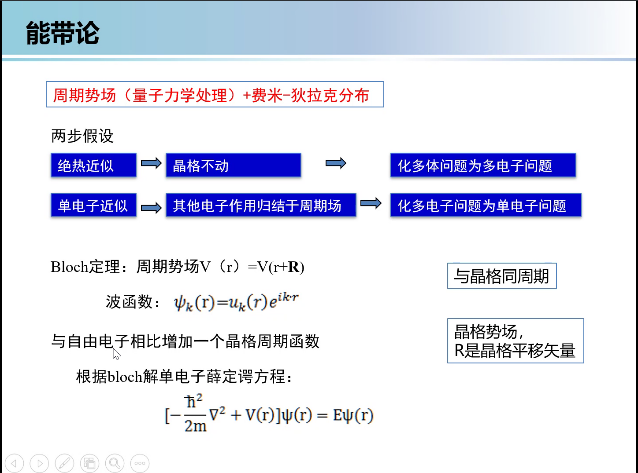 能带论
周期势场（量子力学处理）+费米-狄拉克分布
两步假设
绝热近似
晶格不动
化多体问题为多电子问题
单电子近似
其他电子作用归结于周期场
化多电子问题为单电子问题
Bloch定理：周期势场V（r）=V(r+R)
与晶格同周期
波函数：ψₖ(r)=uₖ(r)e^{ik·r}
晶格势场，
R是晶格平移矢量
与自由电子相比增加一个晶格周期函数
根据bloch解单电子薛定谔方程：
[-ħ²/2m ∇² + V(r)]ψ(r) = Eψ(r)